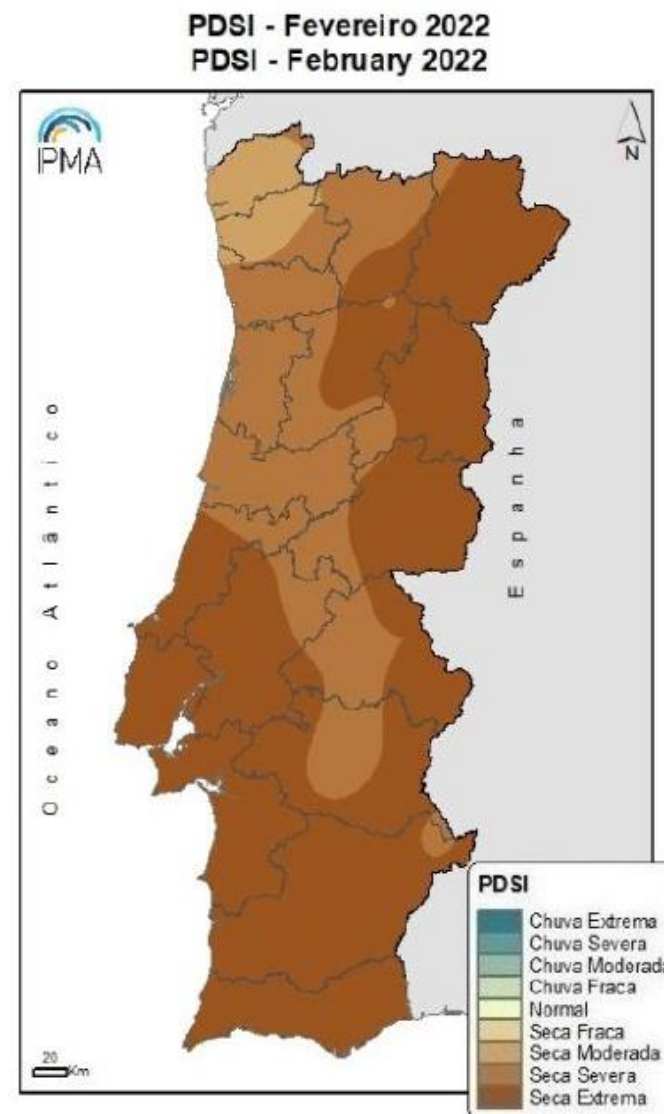 PDSI - Fevereiro 2022
PDSI - February 2022
IPMA
N
Oceano Atlântico
Espanha
PDSI
Chuva Extrema
Chuva Severa
Chuva Moderada
Chuva Fraca
Normal
Seca Fraca
Seca Moderada
Seca Severa
Seca Extrema
20
Km